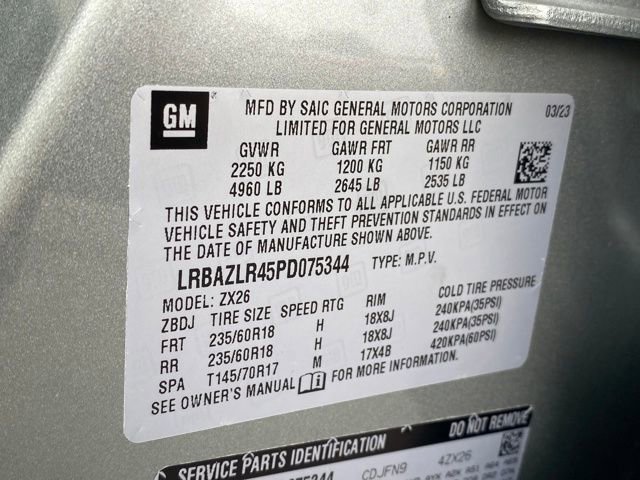 GM
MFD BY SAIC GENERAL MOTORS CORPORATION 03/23
LIMITED FOR GENERAL MOTORS LLC
GVWR GAWR FRT GAWR RR
2250 KG 1200 KG 1150 KG
4960 LB 2645 LB 2535 LB
THIS VEHICLE CONFORMS TO ALL APPLICABLE U.S. FEDERAL MOTOR
VEHICLE SAFETY AND THEFT PREVENTION STANDARDS IN EFFECT ON
THE DATE OF MANUFACTURE SHOWN ABOVE.
LRBAZLR45PD075344 TYPE: M.P.V.
MODEL: ZX26
ZBDJ TIRE SIZE SPEED RTG RIM COLD TIRE PRESSURE
FRT 235/60R18 H 18X8J 240KPA(35PSI)
RR 235/60R18 H 18X8J 240KPA(35PSI)
SPA T145/70R17 M 17X4B 420KPA(60PSI)
SEE OWNER'S MANUAL FOR MORE INFORMATION.
SERVICE PARTS IDENTIFICATION DO NOT REMOVE
CDJFN9 4ZX26